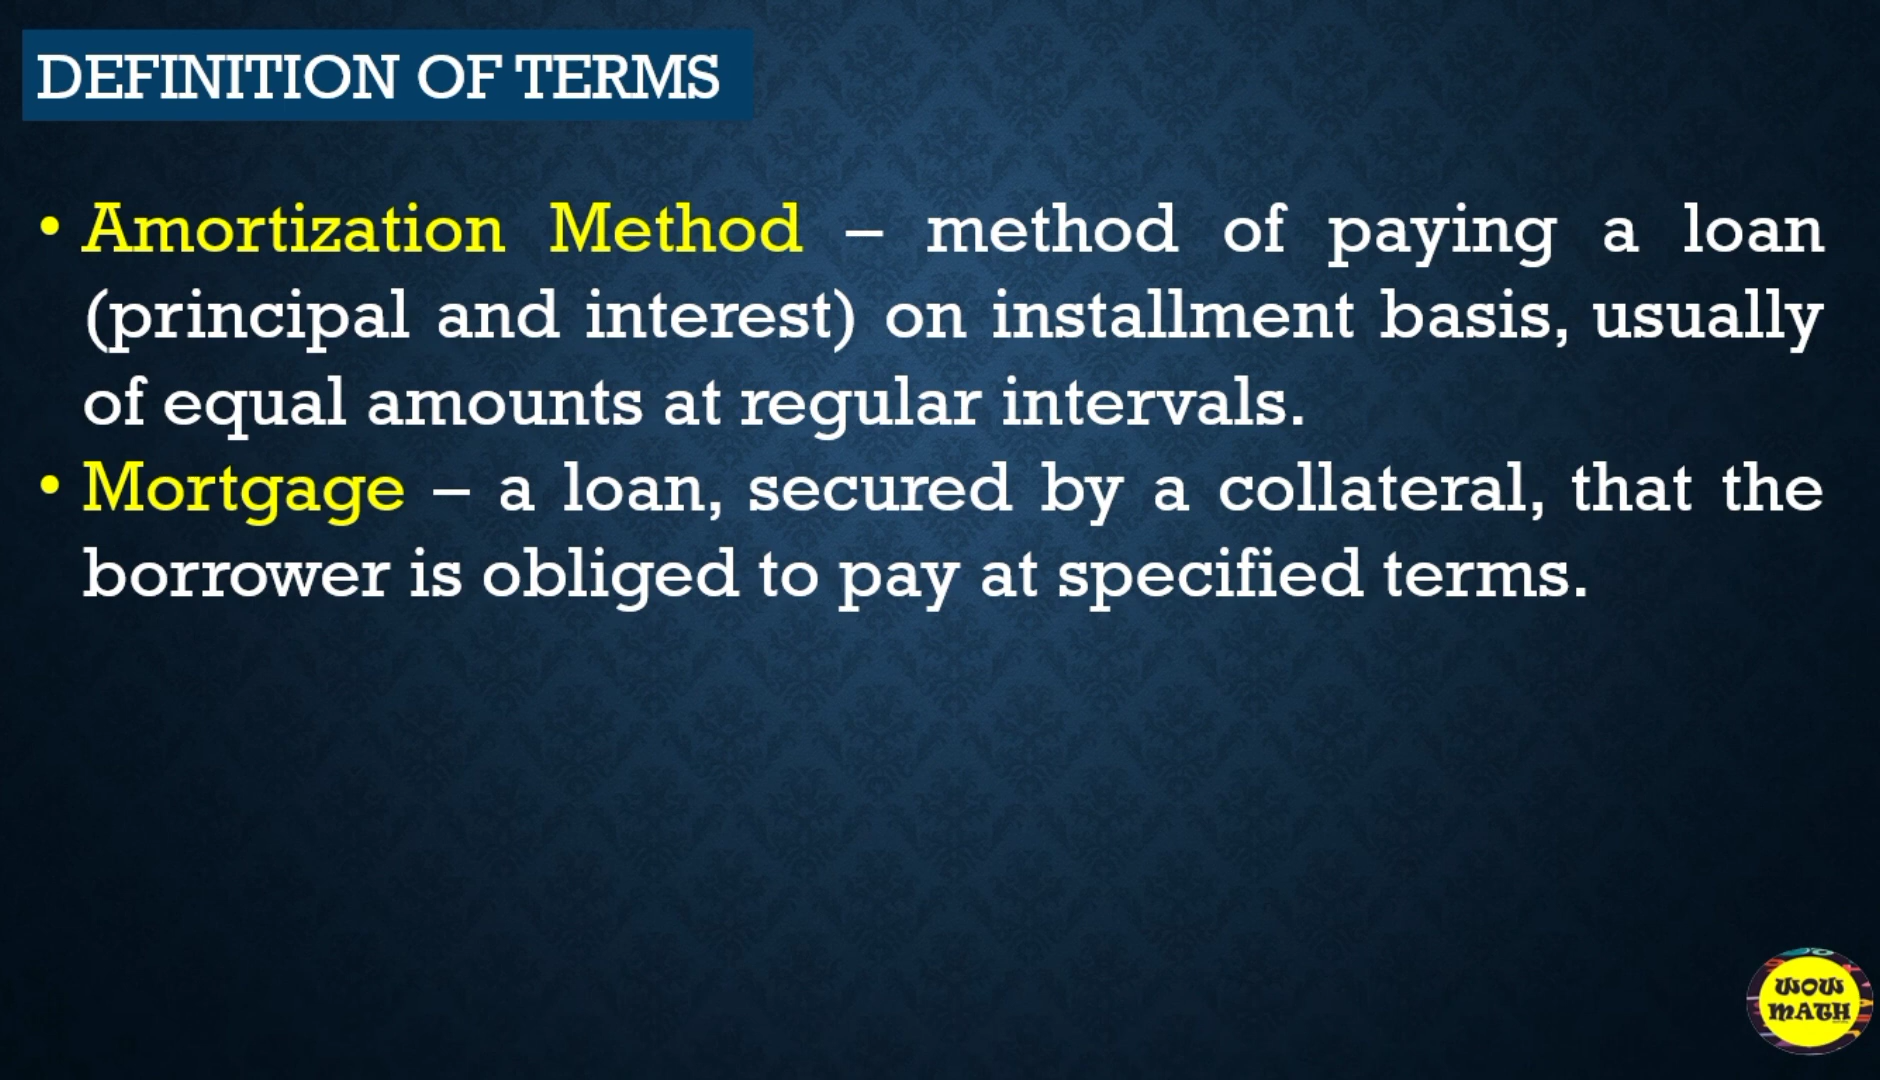 DEFINITION OF TERMS
• Amortization Method – method of paying a loan
(principal and interest) on installment basis, usually
of equal amounts at regular intervals.
• Mortgage – a loan, secured by a collateral, that the
borrower is obliged to pay at specified terms.
WOW
MATH